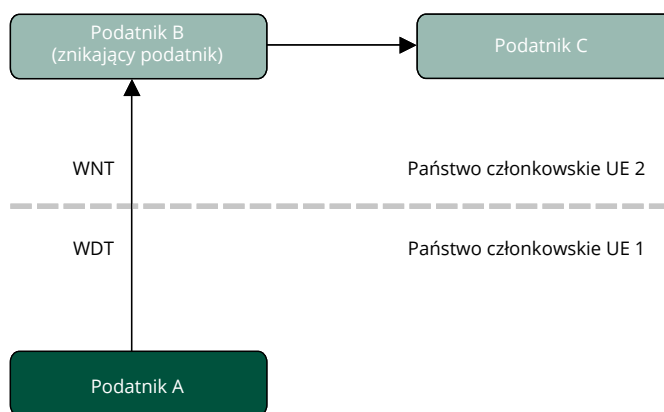 Podatnik B
(znikający podatnik)
Podatnik C
WNT
Państwo członkowskie UE 2
WDT
Państwo członkowskie UE 1
Podatnik A